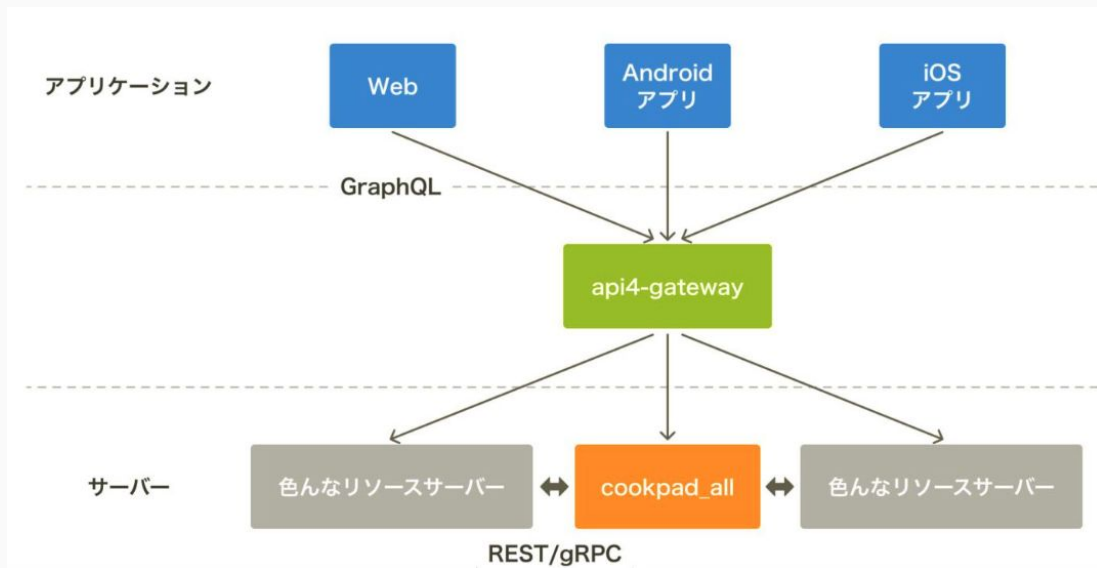 アプリケーション
Web
Android
アプリ
iOS
アプリ
GraphQL
api4-gateway
サーバー
色んなリソースサーバー
cookpad_all
色んなリソースサーバー
REST/gRPC